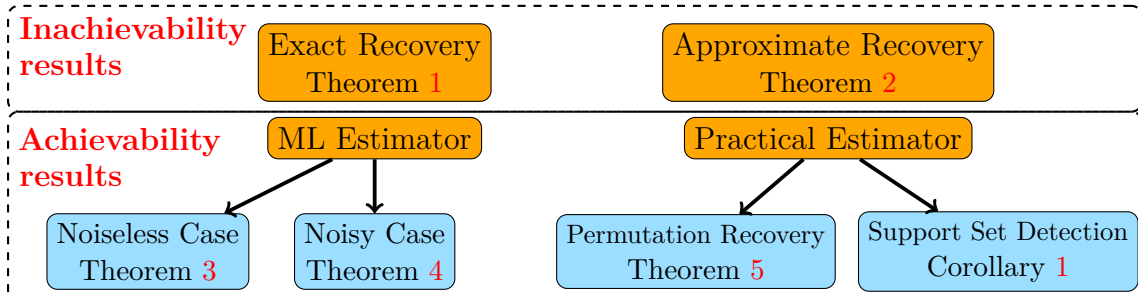 Inachievability
results
Exact Recovery
Theorem 1
Approximate Recovery
Theorem 2
Achievability
results
ML Estimator
Practical Estimator
Noiseless Case
Theorem 3
Noisy Case
Theorem 4
Permutation Recovery
Theorem 5
Support Set Detection
Corollary 1